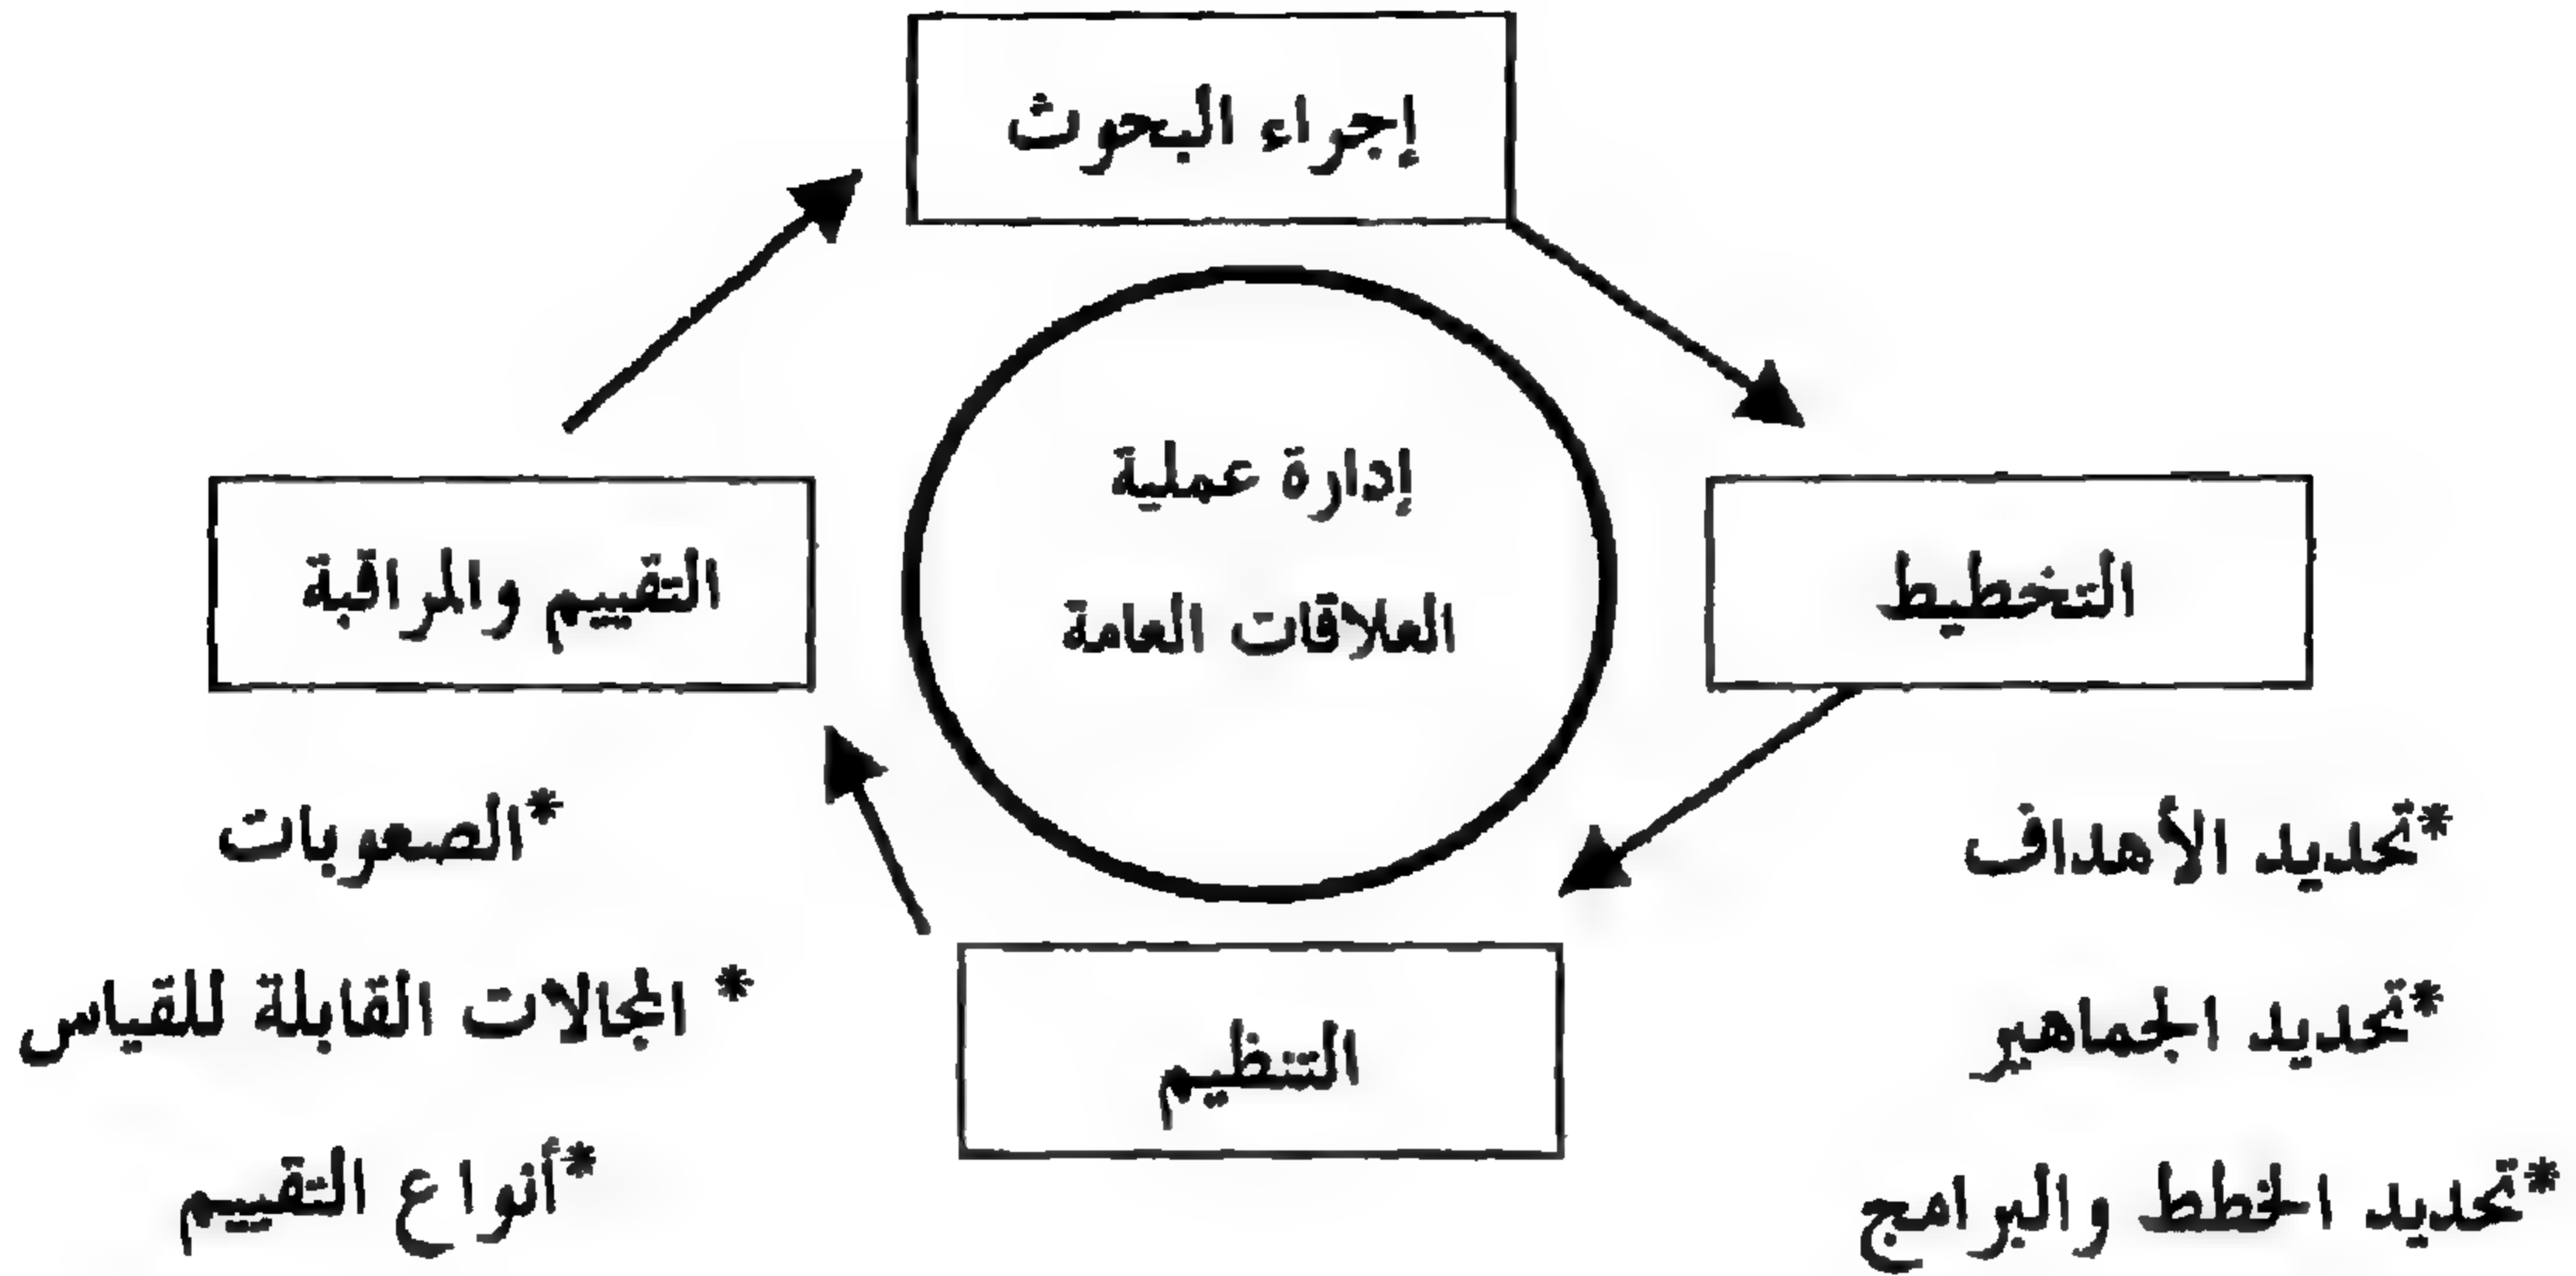 إجراء البحوث
إدارة عملية
العلاقات العامة
التخطيط
*تحديد الأهداف
*تحديد الجماهير
*تحديد الخطط والبرامج
التنظيم
التقييم والمراقبة
*الصعوبات
* المجالات القابلة للقياس
*أنواع التقييم